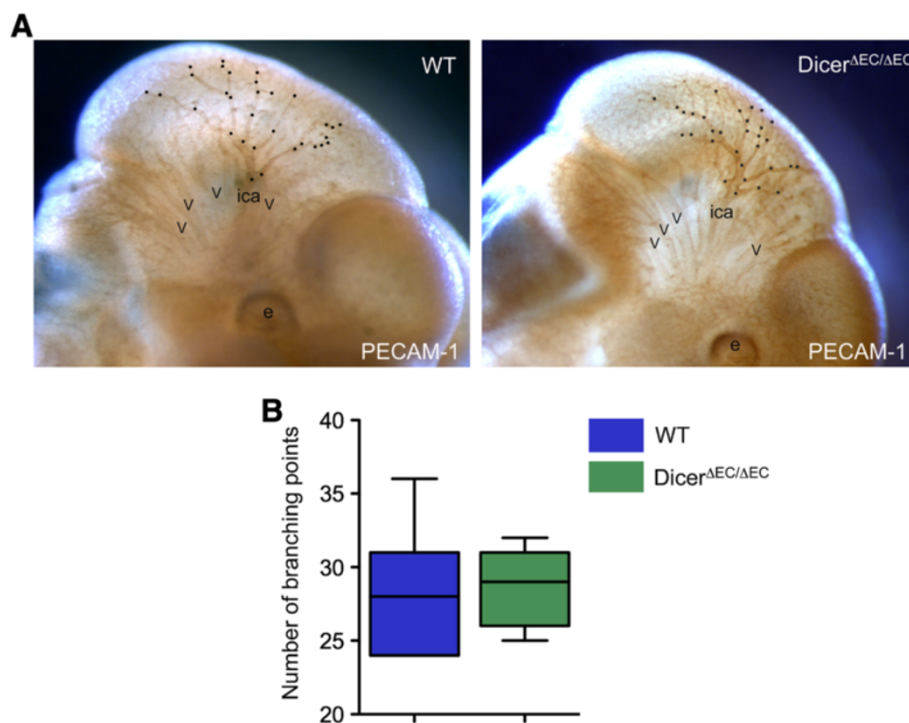 A
WT
V
V
V
V
ica
e
PECAM-1
Dicer^ΔEC/ΔEC
V
V
V
V
ica
e
PECAM-1
B
Number of branching points
40
35
30
25
20
WT
Dicer^ΔEC/ΔEC